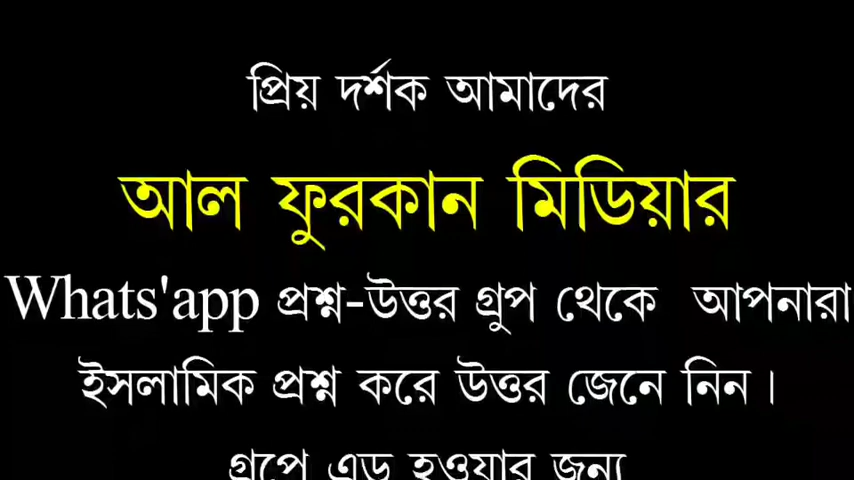 প্রিয় দর্শক আমাদের
আল ফুরকান মিডিয়ার
Whats'app প্রশ্ন-উত্তর গ্রুপ থেকে আপনারা
ইসলামিক প্রশ্ন করে উত্তর জেনে নিন।
গ্রুপে এড হওয়ার জন্য